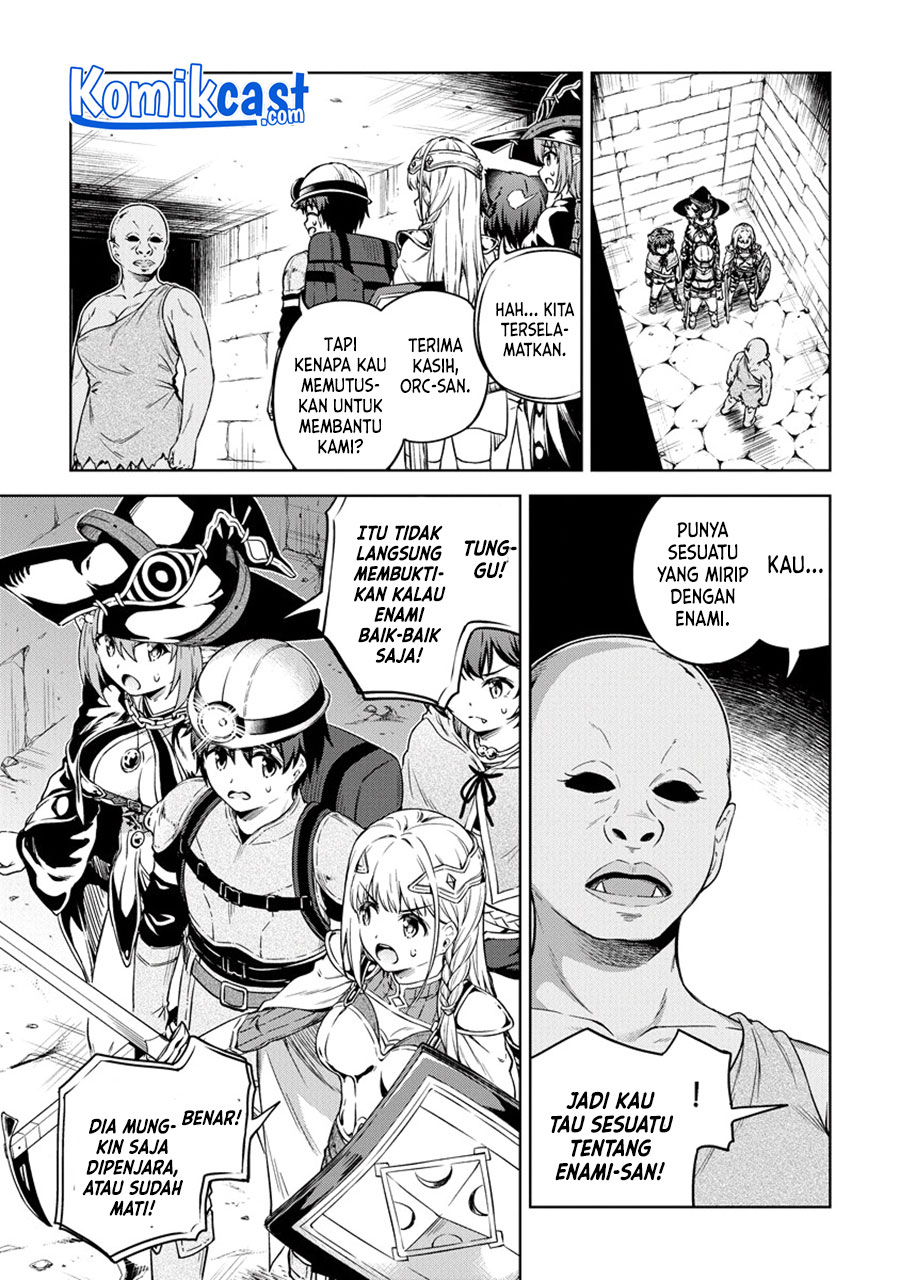 Komikcast
.com
HAH... KITA
TERSELA-
MATKAN.
TERIMA
KASIH,
ORC-SAN.
TAPI
KENAPA KAU
MEMUTUS-
KAN UNTUK
MEMBANTU
KAMI?
KAU...
PUNYA
SESUATU
YANG MIRIP
DENGAN
ENAMI.
!
JADI KAU
TAU SESUATU
TENTANG
ENAMI-SAN!
TUNG-
GU!
ITU TIDAK
LANGSUNG
MEMBUKTI-
KAN KALAU
ENAMI
BAIK-BAIK
SAJA!
BENAR!
DIA MUNG-
KIN SAJA
DIPENJARA,
ATAU SUDAH
MATI!